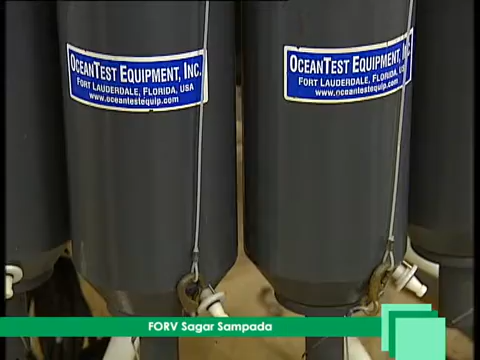 OCEANTEST EQUIPMENT, INC.
FORT LAUDERDALE, FLORIDA, USA
www.oceantestequip.com
OCEANTEST EQUIPMENT, INC.
FORT LAUDERDALE, FLORIDA, USA
www.oceantestequip.com
FORV Sagar Sampada